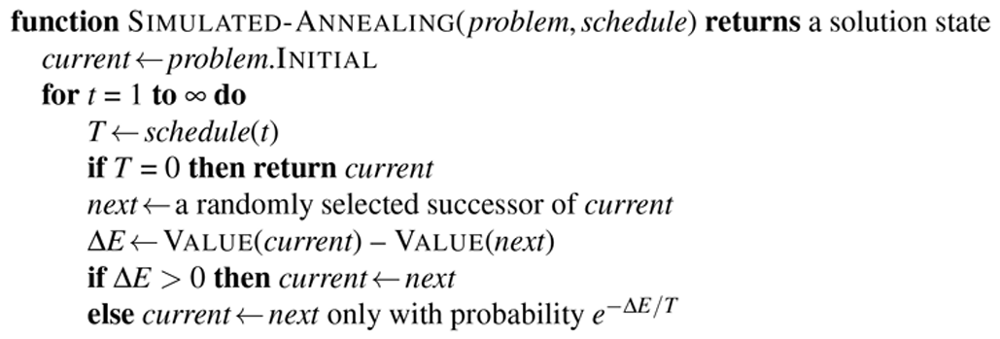 function SIMULATED-ANNEALING(problem, schedule) returns a solution state
current ← problem.INITIAL
for t = 1 to ∞ do
T ← schedule(t)
if T = 0 then return current
next ← a randomly selected successor of current
ΔE ← VALUE(current) – VALUE(next)
if ΔE > 0 then current ← next
else current ← next only with probability e^{−ΔE/T}